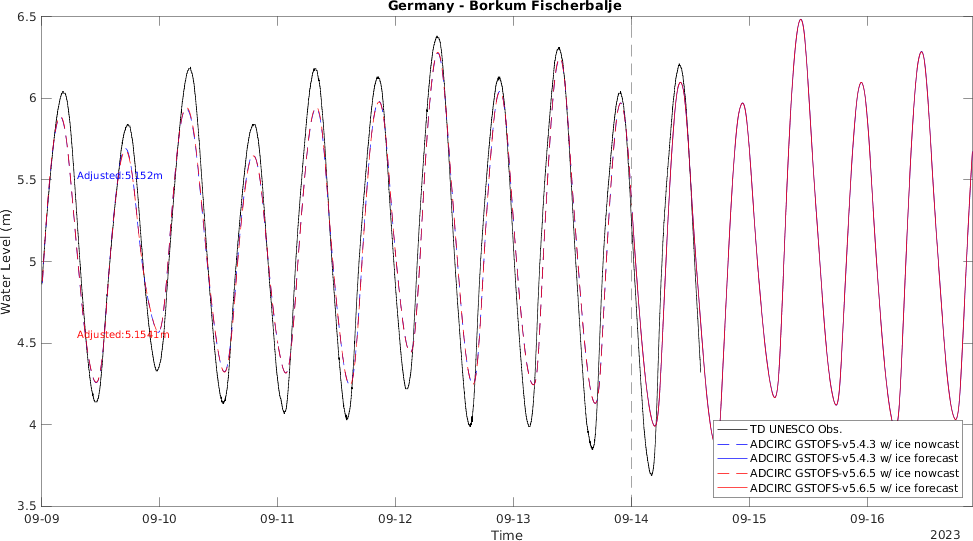 Germany - Borkum Fischerbalje
6.5
6
5.5
5
4.5
4
3.5
Water Level (m)
Adjusted:5.152m
Adjusted:5.1541m
TD UNESCO Obs.
ADCIRC GSTOFS-v5.4.3 w/ ice nowcast
ADCIRC GSTOFS-v5.4.3 w/ ice forecast
ADCIRC GSTOFS-v5.6.5 w/ ice nowcast
ADCIRC GSTOFS-v5.6.5 w/ ice forecast
09-09 09-10 09-11 09-12 09-13 09-14 09-15 09-16
Time
2023